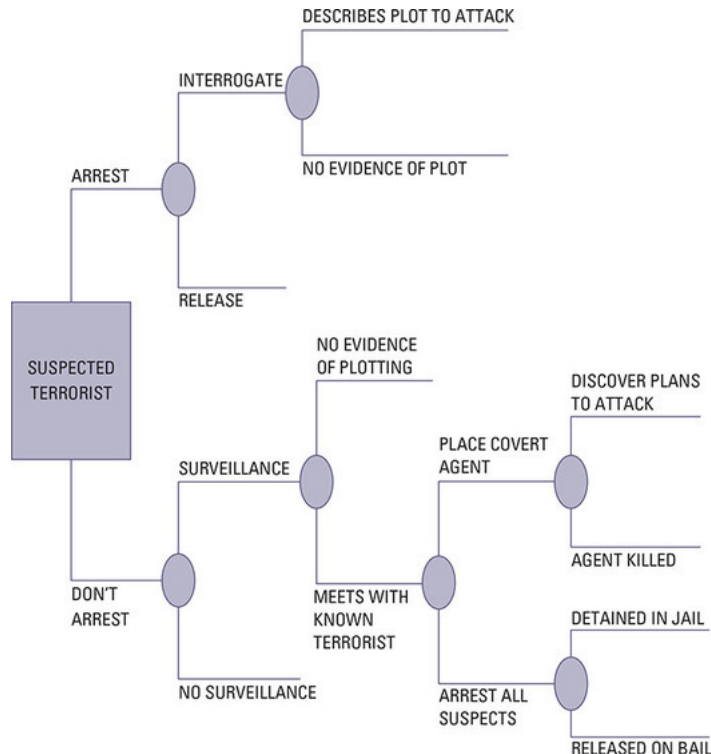 DESCRIBES PLOT TO ATTACK
INTERROGATE
NO EVIDENCE OF PLOT
ARREST
RELEASE
SUSPECTED
TERRORIST
NO EVIDENCE
OF PLOTTING
DISCOVER PLANS
TO ATTACK
SURVEILLANCE
PLACE COVERT
AGENT
AGENT KILLED
DON'T
ARREST
MEETS WITH
KNOWN
TERRORIST
DETAINED IN JAIL
NO SURVEILLANCE
ARREST ALL
SUSPECTS
RELEASED ON BAIL